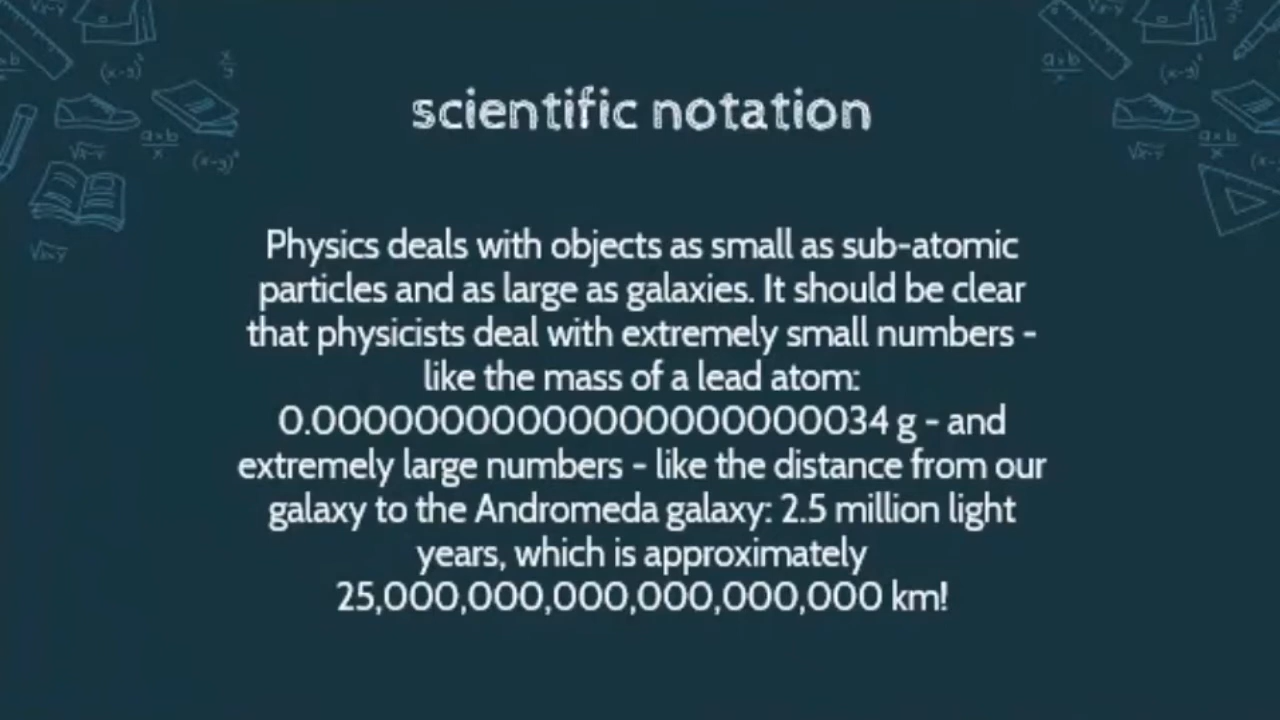 scientific notation
Physics deals with objects as small as sub-atomic
particles and as large as galaxies. It should be clear
that physicists deal with extremely small numbers -
like the mass of a lead atom:
0.00000000000000000000034 g - and
extremely large numbers - like the distance from our
galaxy to the Andromeda galaxy: 2.5 million light
years, which is approximately
25,000,000,000,000,000,000 km!